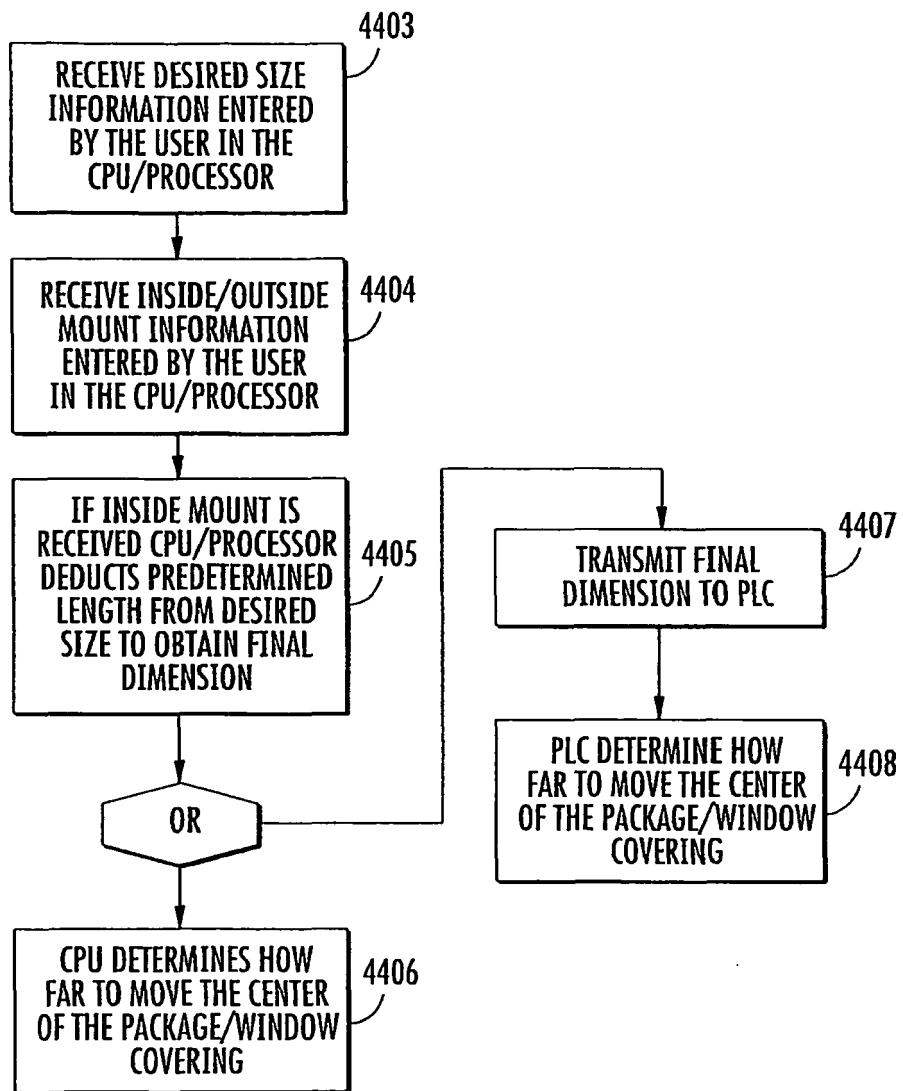 4403
RECEIVE DESIRED SIZE
INFORMATION ENTERED
BY THE USER IN THE
CPU/PROCESSOR
4404
RECEIVE INSIDE/OUTSIDE
MOUNT INFORMATION
ENTERED BY THE USER
IN THE CPU/PROCESSOR
4405
IF INSIDE MOUNT IS
RECEIVED CPU/PROCESSOR
DEDUCTS PREDETERMINED
LENGTH FROM DESIRED
SIZE TO OBTAIN FINAL
DIMENSION
OR
4406
CPU DETERMINES HOW
FAR TO MOVE THE CENTER
OF THE PACKAGE/WINDOW
COVERING
4407
TRANSMIT FINAL
DIMENSION TO PLC
4408
PLC DETERMINE HOW
FAR TO MOVE THE CENTER
OF THE PACKAGE/WINDOW
COVERING